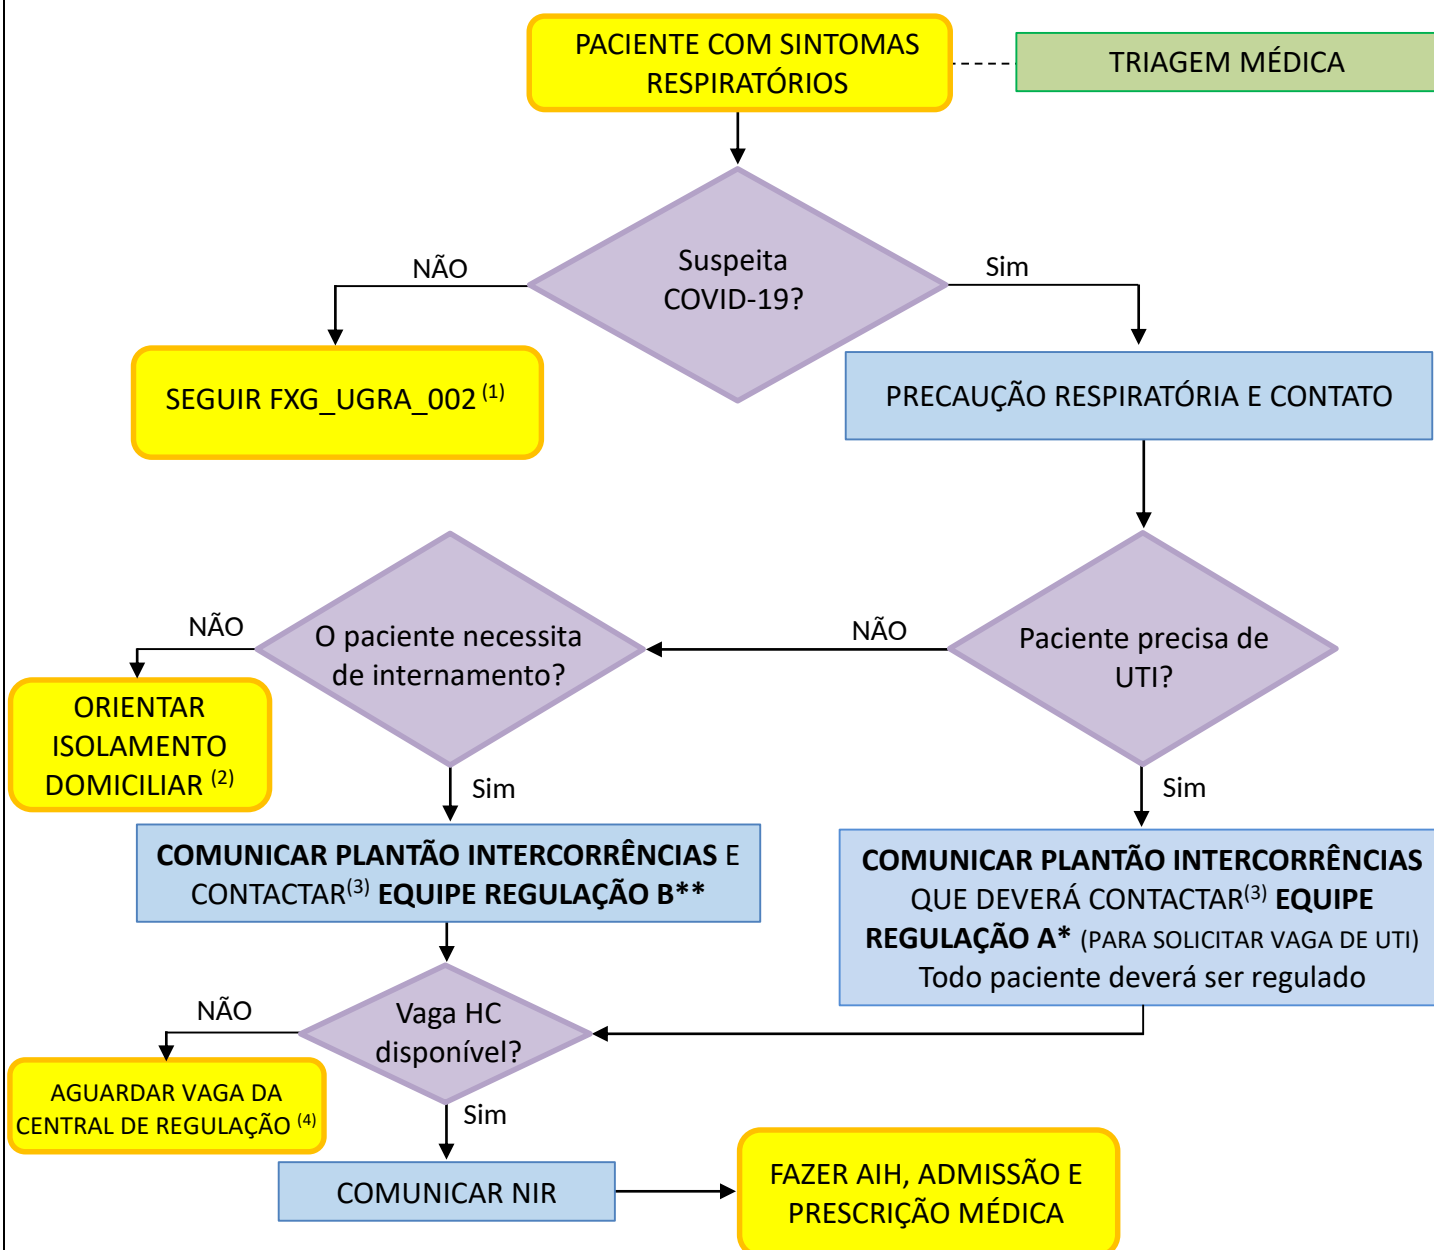 PACIENTE COM SINTOMAS
RESPIRATÓRIOS
TRIAGEM MÉDICA
Suspeita
COVID-19?
NÃO
Sim
SEGUIR FXG_UGRA_002 (1)
PRECAUÇÃO RESPIRATÓRIA E CONTATO
Paciente precisa de
UTI?
NÃO
O paciente necessita
de internamento?
NÃO
ORIENTAR
ISOLAMENTO
DOMICILIAR (2)
Sim
Sim
COMUNICAR PLANTÃO INTERCORRÊNCIAS E
CONTACTAR(3) EQUIPE REGULAÇÃO B**
COMUNICAR PLANTÃO INTERCORRÊNCIAS
QUE DEVERÁ CONTACTAR(3) EQUIPE
REGULAÇÃO A* (PARA SOLICITAR VAGA DE UTI)
Todo paciente deverá ser regulado
Vaga HC
disponível?
NÃO
AGUARDAR VAGA DA
CENTRAL DE REGULAÇÃO (4)
Sim
COMUNICAR NIR
FAZER AIH, ADMISSÃO E
PRESCRIÇÃO MÉDICA